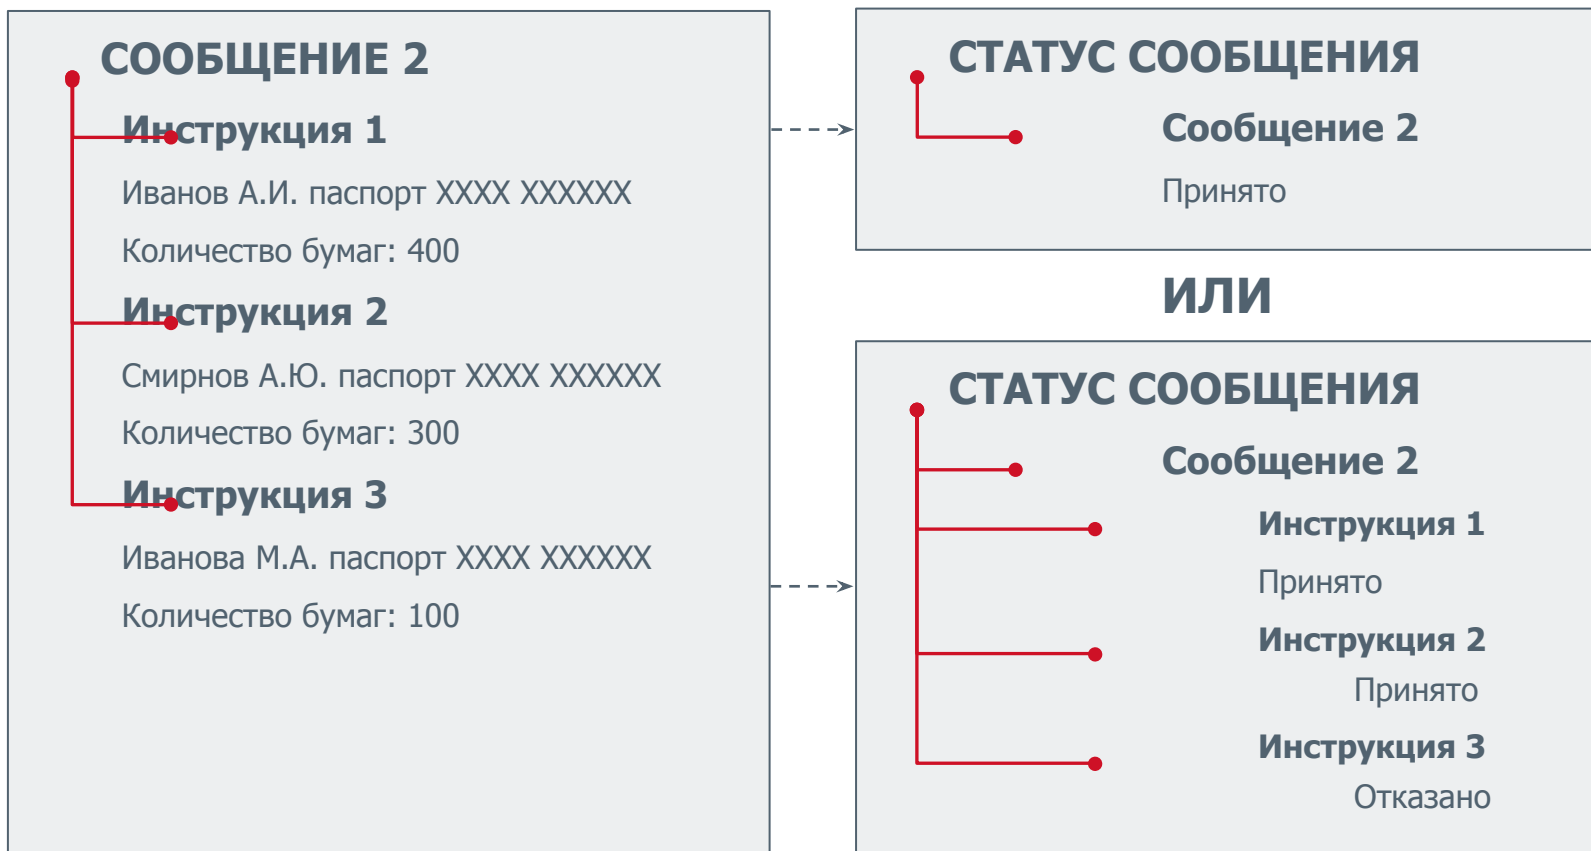 СООБЩЕНИЕ 2
Инструкция 1
Иванов А.И. паспорт XXXX XXXXXX
Количество бумаг: 400
Инструкция 2
Смирнов А.Ю. паспорт XXXX XXXXXX
Количество бумаг: 300
Инструкция 3
Иванова М.А. паспорт XXXX XXXXXX
Количество бумаг: 100
СТАТУС СООБЩЕНИЯ
Сообщение 2
Принято
ИЛИ
СТАТУС СООБЩЕНИЯ
Сообщение 2
Инструкция 1
Принято
Инструкция 2
Принято
Инструкция 3
Отказано